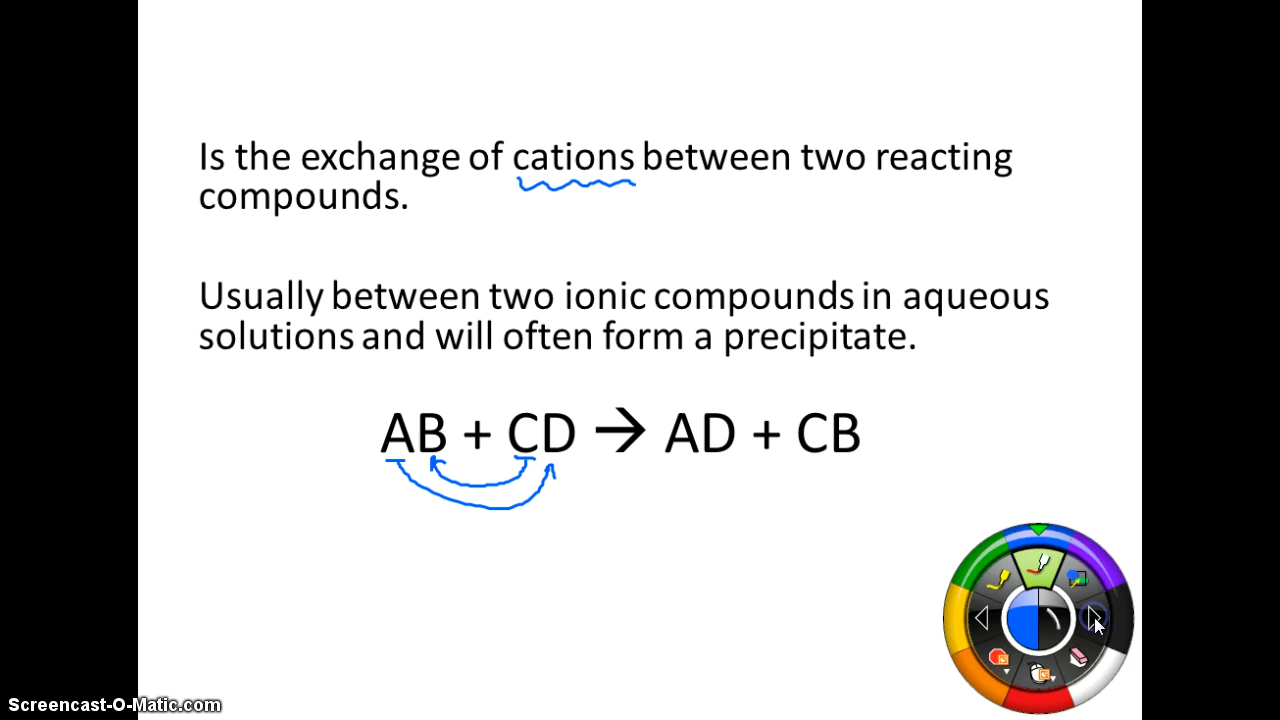 Is the exchange of cations between two reacting
compounds.
Usually between two ionic compounds in aqueous
solutions and will often form a precipitate.
AB + CD → AD + CB
Screencast-O-Matic.com